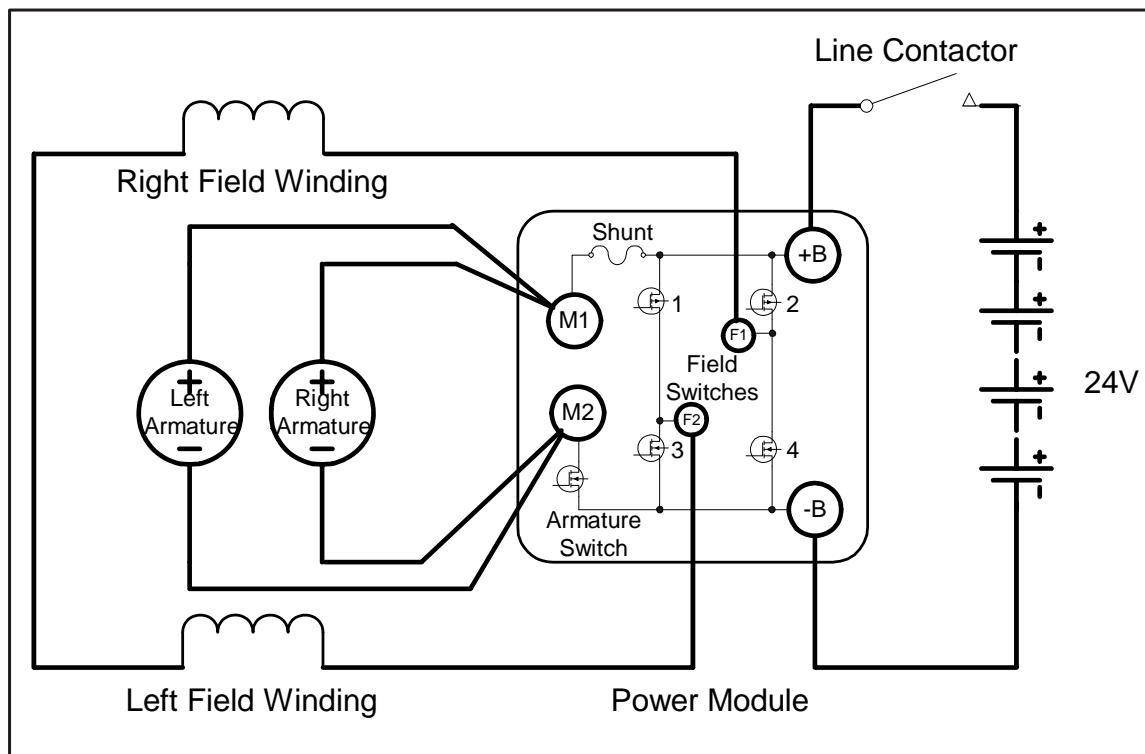 Line Contactor
Right Field Winding
Shunt
+B
1
2
M1
F1
Field
Switches
24V
+
Left
Armature
−
+
Right
Armature
−
M2
F2
3
4
Armature
Switch
-B
+
-
+
-
+
-
+
-
Left Field Winding
Power Module